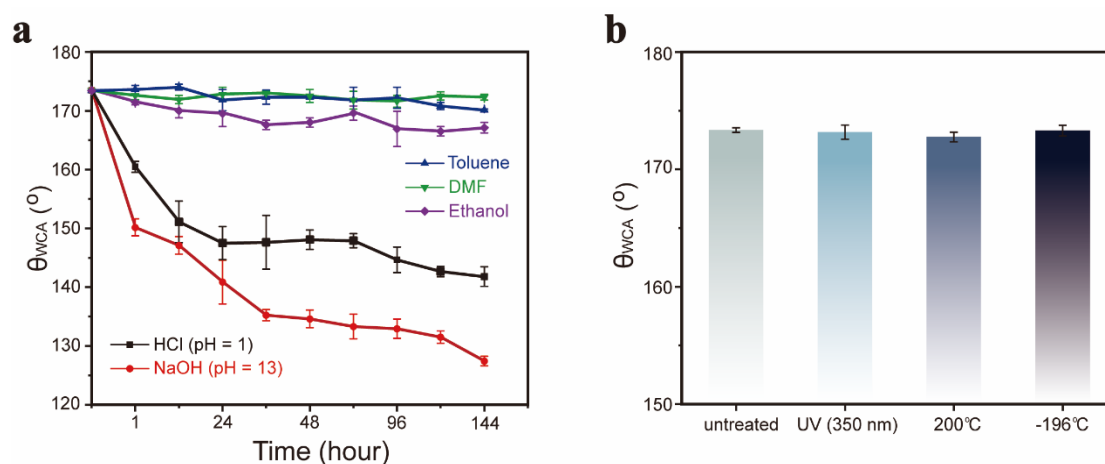 a
180
170
160
150
140
130
120
θWCA (°)
Toluene
DMF
Ethanol
HCl (pH = 1)
NaOH (pH = 13)
1
24
48
96
144
Time (hour)
b
180
170
160
150
θWCA (°)
untreated
UV (350 nm)
200℃
-196℃